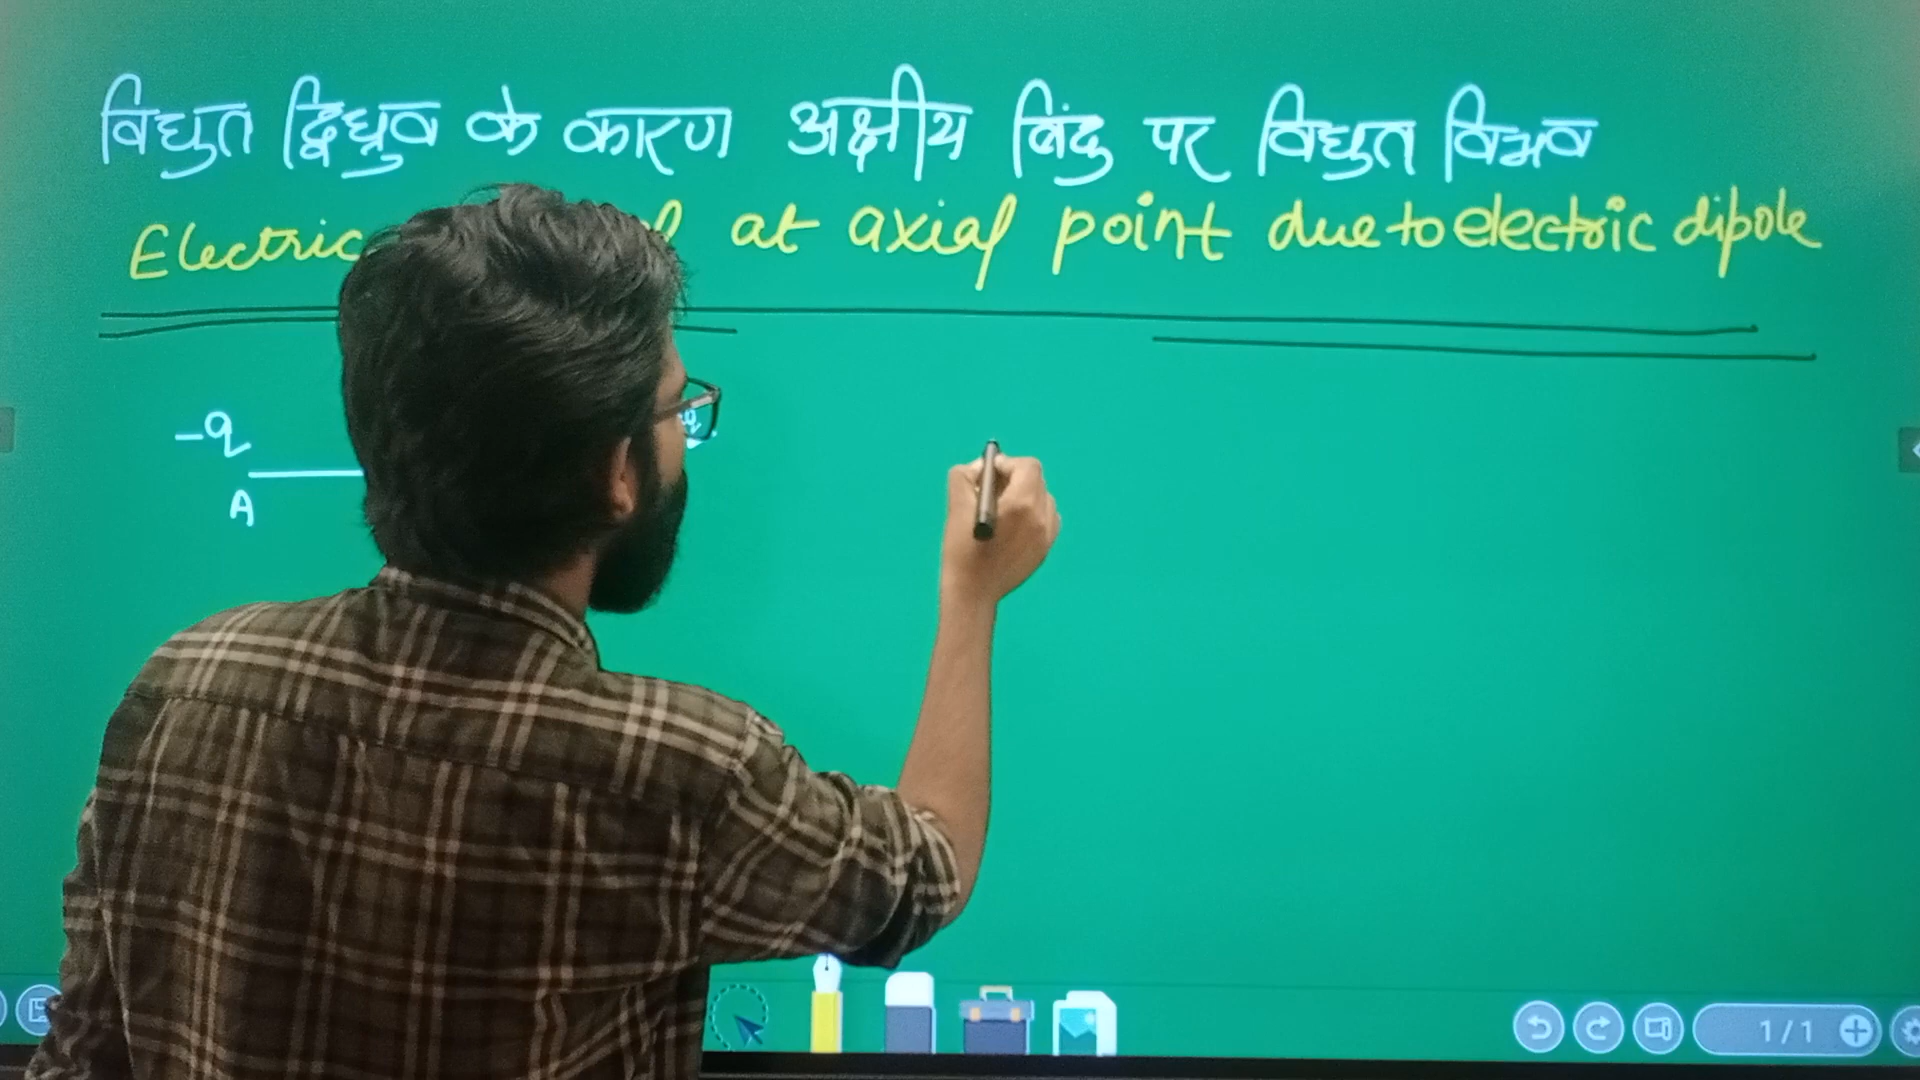 विद्युत द्विध्रुव के कारण अक्षीय बिंदु पर विद्युत विभव
Electric at axial point due to electric dipole
-q
A
1/1